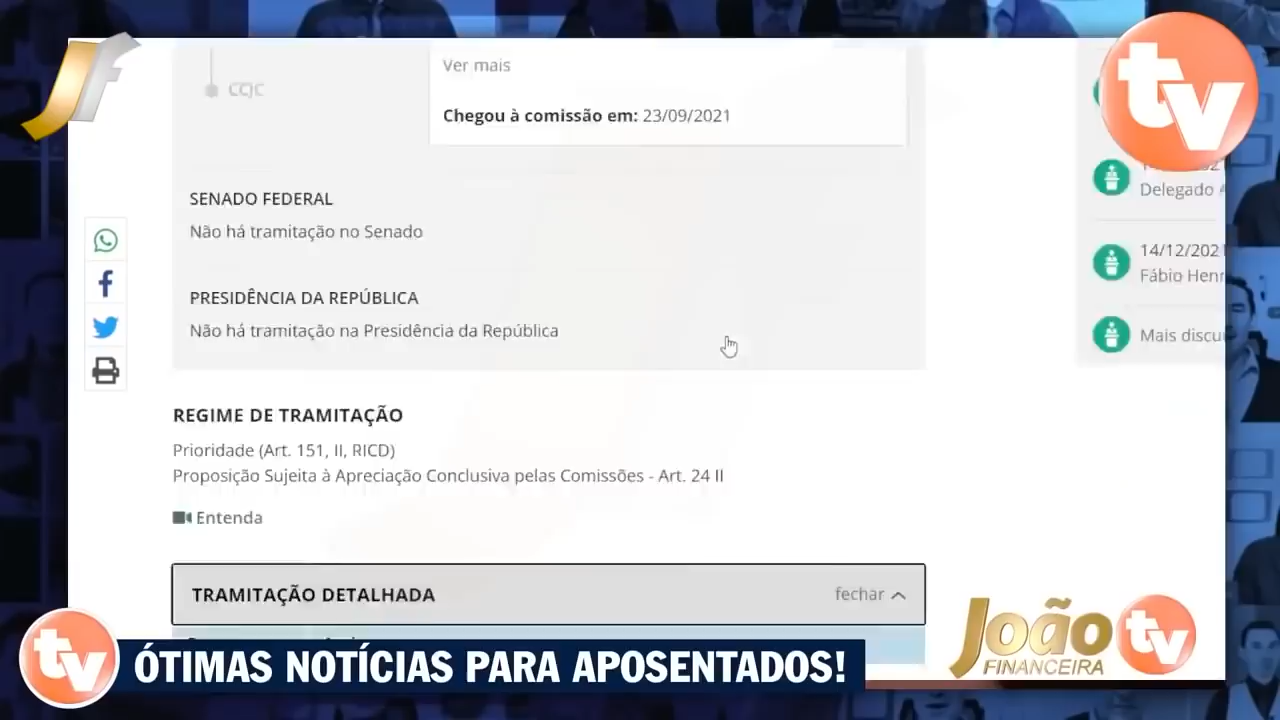 tv
Ver mais
CCJC
Chegou à comissão em: 23/09/2021
SENADO FEDERAL
Não há tramitação no Senado
PRESIDÊNCIA DA REPÚBLICA
Não há tramitação na Presidência da República
Delegado
14/12/2021
Fábio Henr
Mais discu
REGIME DE TRAMITAÇÃO
Prioridade (Art. 151, II, RICD)
Proposição Sujeita à Apreciação Conclusiva pelas Comissões - Art. 24 II
Entenda
TRAMITAÇÃO DETALHADA
fechar
João
FINANCEIRA
tv
tv
ÓTIMAS NOTÍCIAS PARA APOSENTADOS!